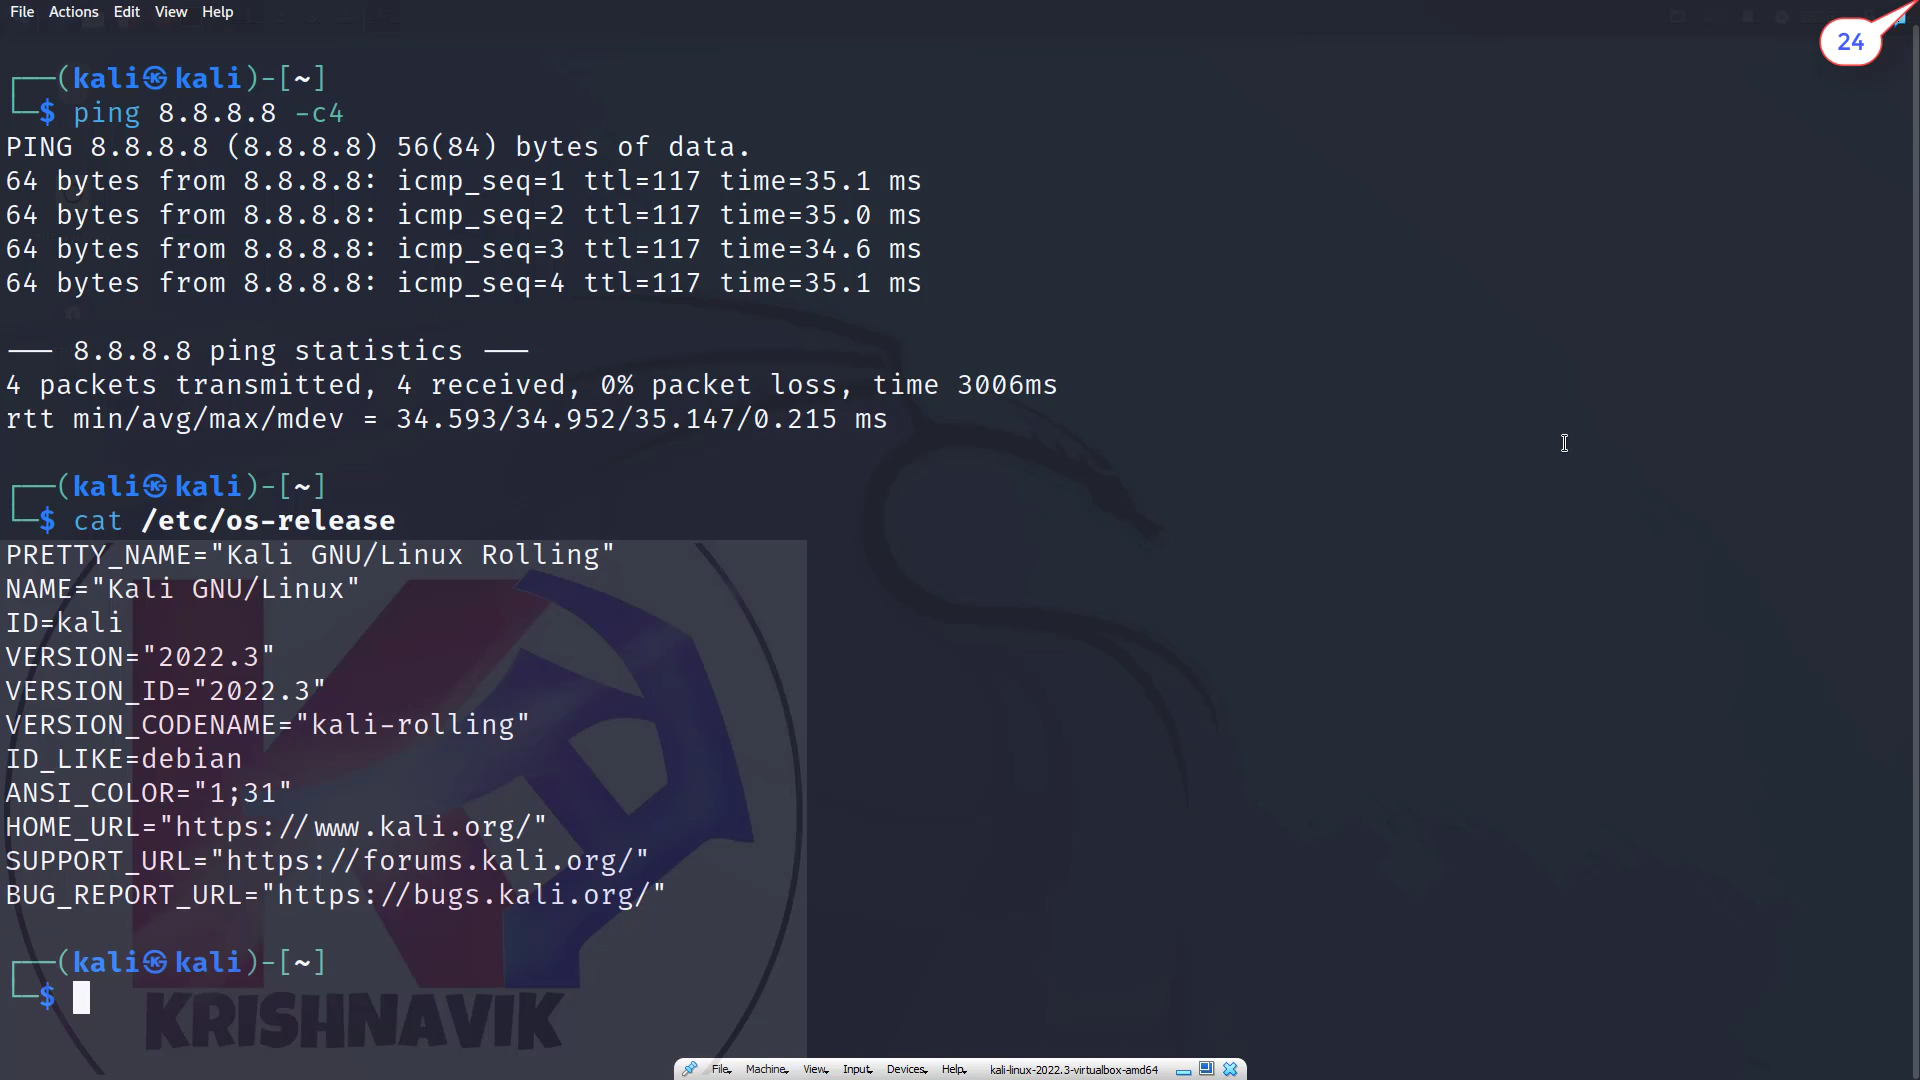 File Actions Edit View Help
24
┌──(kali㉿kali)-[~]
└─$ ping 8.8.8.8 -c4
PING 8.8.8.8 (8.8.8.8) 56(84) bytes of data.
64 bytes from 8.8.8.8: icmp_seq=1 ttl=117 time=35.1 ms
64 bytes from 8.8.8.8: icmp_seq=2 ttl=117 time=35.0 ms
64 bytes from 8.8.8.8: icmp_seq=3 ttl=117 time=34.6 ms
64 bytes from 8.8.8.8: icmp_seq=4 ttl=117 time=35.1 ms
--- 8.8.8.8 ping statistics ---
4 packets transmitted, 4 received, 0% packet loss, time 3006ms
rtt min/avg/max/mdev = 34.593/34.952/35.147/0.215 ms
┌──(kali㉿kali)-[~]
└─$ cat /etc/os-release
PRETTY_NAME="Kali GNU/Linux Rolling"
NAME="Kali GNU/Linux"
ID=kali
VERSION="2022.3"
VERSION_ID="2022.3"
VERSION_CODENAME="kali-rolling"
ID_LIKE=debian
ANSI_COLOR="1;31"
HOME_URL="https://www.kali.org/"
SUPPORT_URL="https://forums.kali.org/"
BUG_REPORT_URL="https://bugs.kali.org/"
┌──(kali㉿kali)-[~]
└─$
KRISHNAVIK
File Machine View Input Devices Help kali-linux-2022.3-virtualbox-amd64